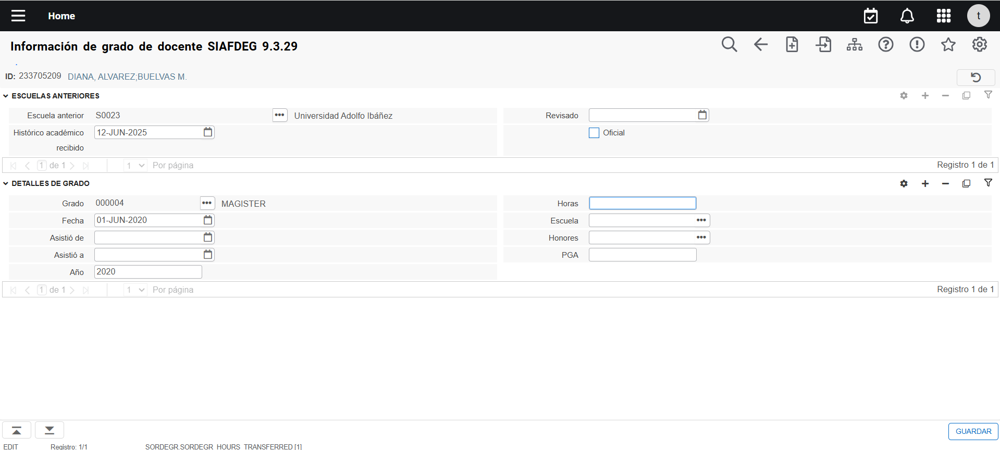 Home
t
Información de grado de docente SIAFDEG 9.3.29
ID: 233705209 DIANA, ALVAREZ;BUELVAS M.
ESCUELAS ANTERIORES
Escuela anterior S0023 Universidad Adolfo Ibáñez Revisado
Histórico académico recibido 12-JUN-2025 Oficial
1 de 1 1 Por página Registro 1 de 1
DETALLES DE GRADO
Grado 000004 MAGISTER Horas
Fecha 01-JUN-2020 Escuela
Asistió de Honores
Asistió a PGA
Año 2020
1 de 1 1 Por página Registro 1 de 1
GUARDAR
EDIT Registro: 1/1 SORDEGR.SORDEGR_HOURS_TRANSFERRED [1]